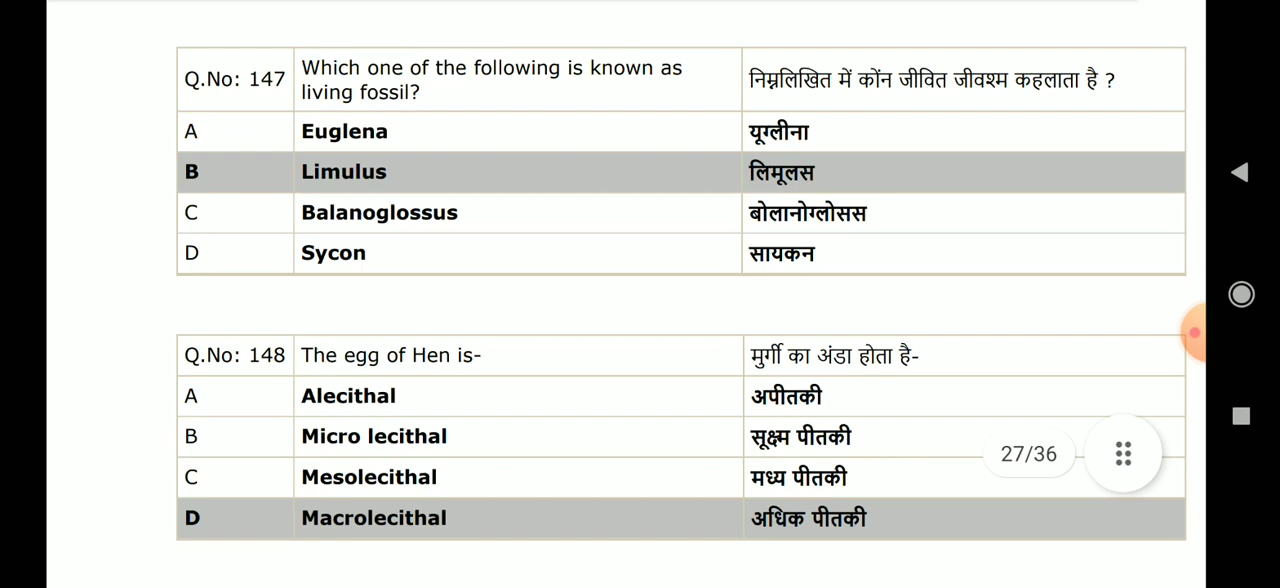 Q.No: 147 Which one of the following is known as living fossil? निम्नलिखित में कोंन जीवित जीवश्म कहलाता है ?
A Euglena यूग्लीना
B Limulus लिमूलस
C Balanoglossus बोलानोग्लोसस
D Sycon सायकन
Q.No: 148 The egg of Hen is- मुर्गी का अंडा होता है-
A Alecithal अपीतकी
B Micro lecithal सूक्ष्म पीतकी
27/36
C Mesolecithal मध्य पीतकी
D Macrolecithal अधिक पीतकी